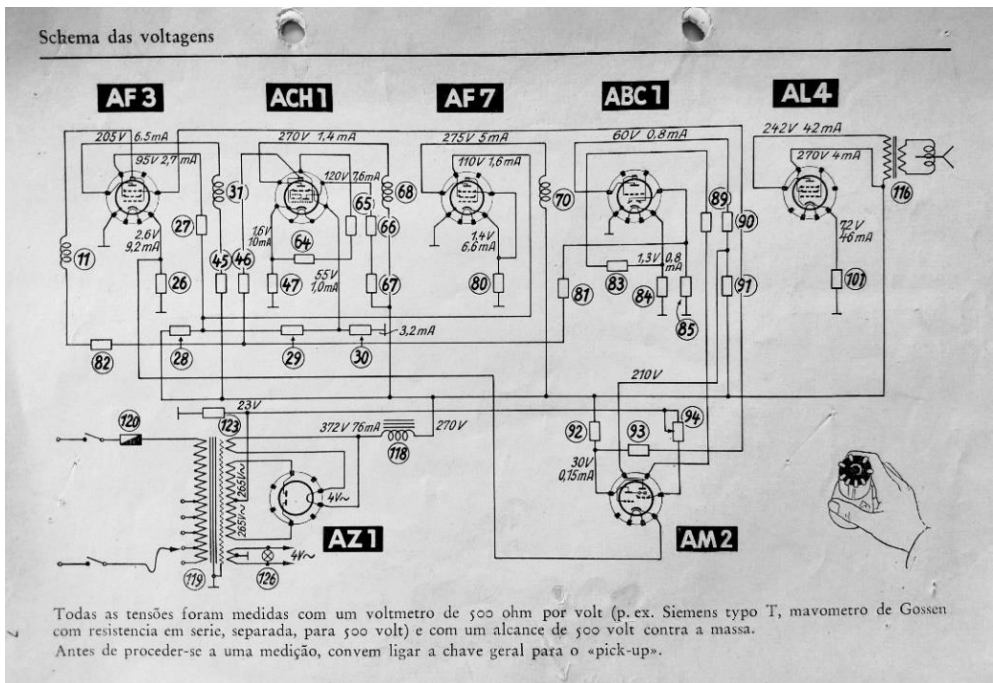 Schema das voltagens
AF 3 ACH 1 AF 7 ABC 1 AL 4
205V 6.5mA 270V 1,4mA 275V 5mA 60V 0.8mA 242V 42mA
95V 2,7mA 120V 7,6mA 110V 1,6mA 270V 4mA
31 65 68 70 89 90 116
27 66
2.6V 9,2mA 1,6V 10mA 64 1.4V 6.6mA 1,3V 0,8mA 7,2V 46mA
11 26 45 46 47 55V 1,0mA 67 80 81 83 84 91 101
85
82 28 29 30 3,2mA
210V
23V
120 123 372V 76mA 118 270V 92 93 94
265V~ 265V~ 4V~ 30V 0,15mA
AZ 1 AM 2
119 126 4V~
Todas as tensões foram medidas com um voltmetro de 500 ohm por volt (p. ex. Siemens typo T, mavometro de Gossen
com resistencia em serie, separada, para 500 volt) e com um alcance de 500 volt contra a massa.
Antes de proceder-se a uma medição, convem ligar a chave geral para o «pick-up».
7